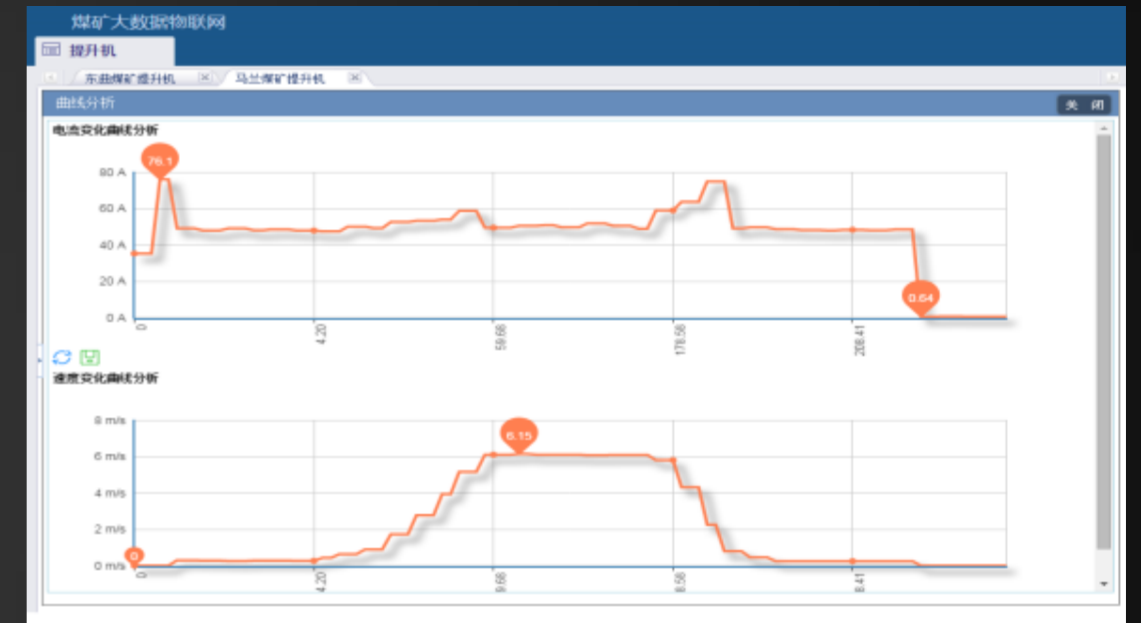 煤矿大数据物联网
提升机
东曲煤矿提升机 马兰煤矿提升机
曲线分析 关 闭
电流变化曲线分析
76.1
80 A
60 A
40 A
20 A
0.64
0 A
0 4.20 59.68 178.56 208.41
速度变化曲线分析
8 m/s
6.15
6 m/s
4 m/s
2 m/s
0
0 m/s
0 4.20 9.68 8.56 8.41